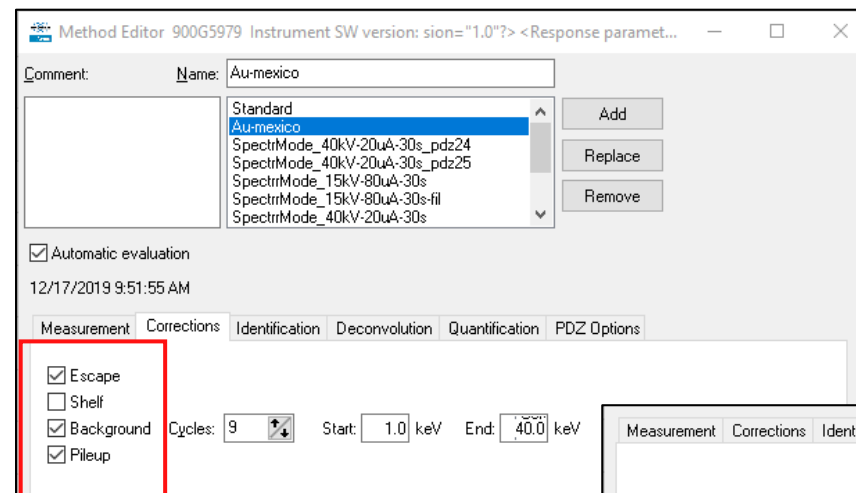 Method Editor 900G5979 Instrument SW version: sion="1.0"?> <Response paramet...
Comment: Name: Au-mexico
Standard
Au-mexico
SpectrMode_40kV-20uA-30s_pdz24
SpectrMode_40kV-20uA-30s_pdz25
SpectrrMode_15kV-80uA-30s
SpectrrMode_15kV-80uA-30s-fil
SpectrrMode_40kV-20uA-30s
Add
Replace
Remove
Automatic evaluation
12/17/2019 9:51:55 AM
Measurement Corrections Identification Deconvolution Quantification PDZ Options
Escape
Shelf
Background Cycles: 9 Start: 1.0 keV End: 40.0 keV
Pileup
Measurement Corrections Ident